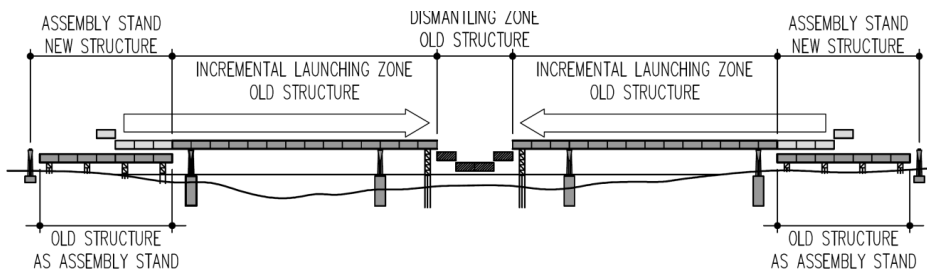 ASSEMBLY STAND
NEW STRUCTURE
DISMANTLING ZONE
OLD STRUCTURE
ASSEMBLY STAND
NEW STRUCTURE
INCREMENTAL LAUNCHING ZONE
OLD STRUCTURE
INCREMENTAL LAUNCHING ZONE
OLD STRUCTURE
OLD STRUCTURE
AS ASSEMBLY STAND
OLD STRUCTURE
AS ASSEMBLY STAND